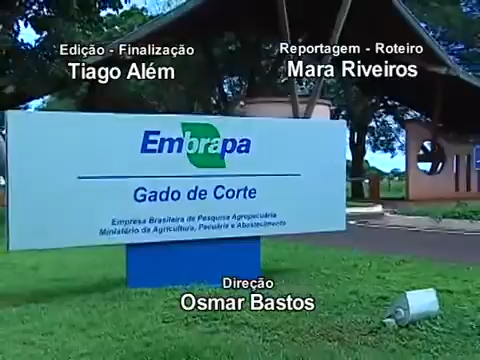 Edição - Finalização
Tiago Além
Reportagem - Roteiro
Mara Riveiros
Embrapa
Gado de Corte
Empresa Brasileira de Pesquisa Agropecuária
Ministério da Agricultura, Pecuária e Abastecimento
Direção
Osmar Bastos